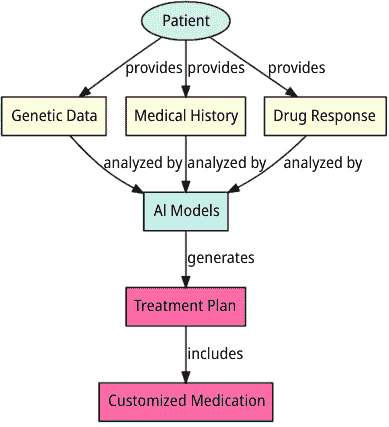 Patient
provides provides provides
Genetic Data Medical History Drug Response
analyzed by analyzed by analyzed by
AI Models
generates
Treatment Plan
includes
Customized Medication